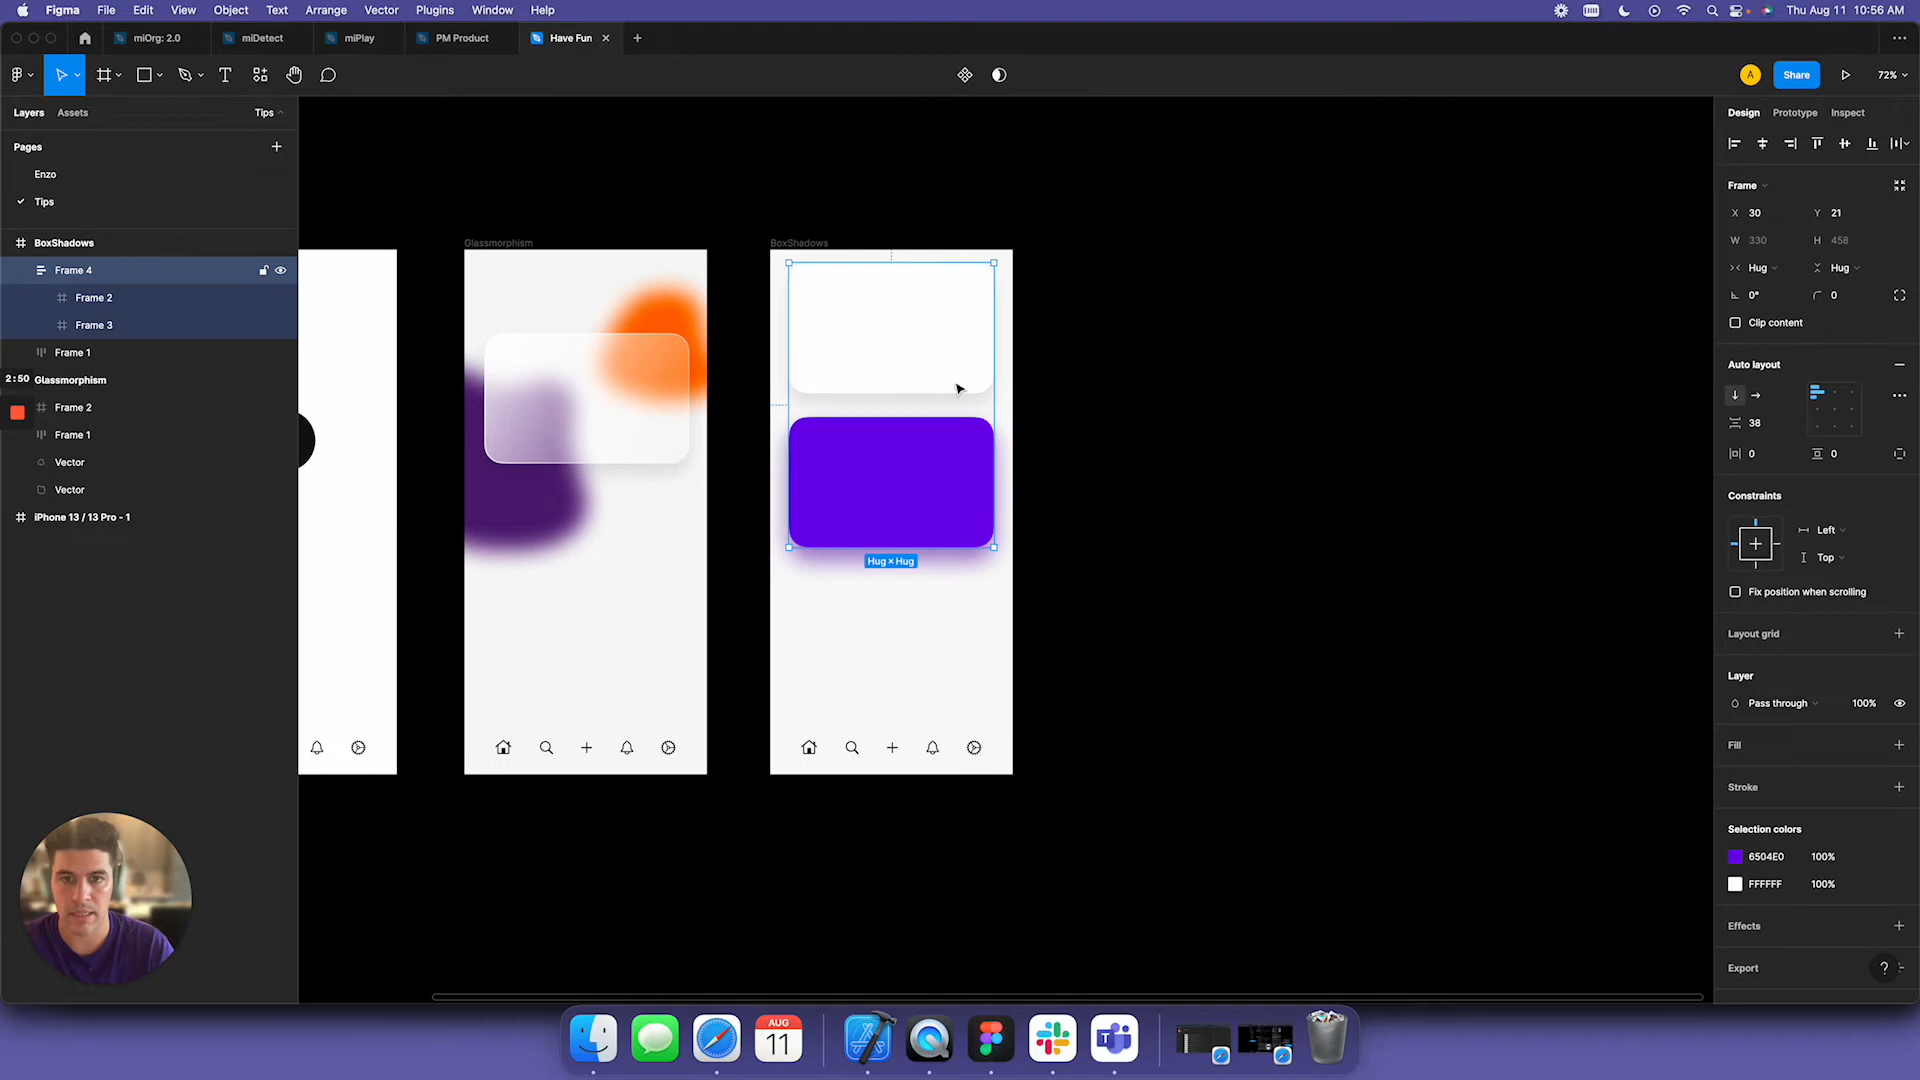 Figma File Edit View Object Text Arrange Vector Plugins Window Help
Thu Aug 11 10:56 AM
miOrg: 2.0
miDetect
miPlay
PM Product
Have Fun
A
Share
72%
Layers Assets
Tips
Pages
Enzo
Tips
BoxShadows
Frame 4
Frame 2
Frame 3
Frame 1
2:50
Glassmorphism
Frame 2
Frame 1
Vector
Vector
iPhone 13 / 13 Pro - 1
Glassmorphism
BoxShadows
Hug × Hug
Design Prototype Inspect
Frame
X 30 Y 21
W 330 H 458
Hug Hug
0° 0
Clip content
Auto layout
38
0 0
Constraints
Left
Top
Fix position when scrolling
Layout grid
Layer
Pass through 100%
Fill
Stroke
Selection colors
6504E0 100%
FFFFFF 100%
Effects
Export
?
AUG
11